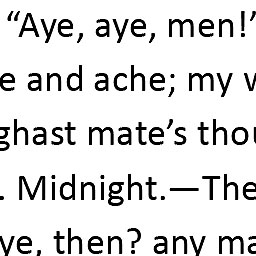 “Aye, aye, men!”
e and ache; my
ghast mate’s thou
. Midnight.—The
ye, then? any ma